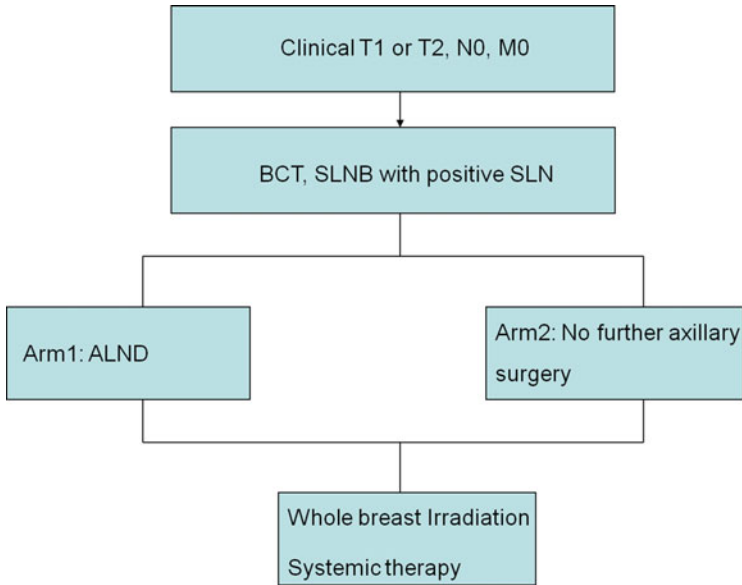 Clinical T1 or T2, N0, M0
BCT, SLNB with positive SLN
Arm1: ALND
Arm2: No further axillary
surgery
Whole breast Irradiation
Systemic therapy